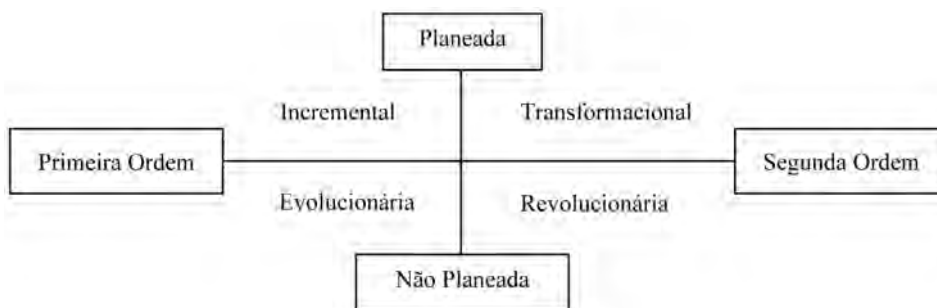 Planeada
Incremental
Transformacional
Primeira Ordem
Segunda Ordem
Evolucionária
Revolucionária
Não Planeada